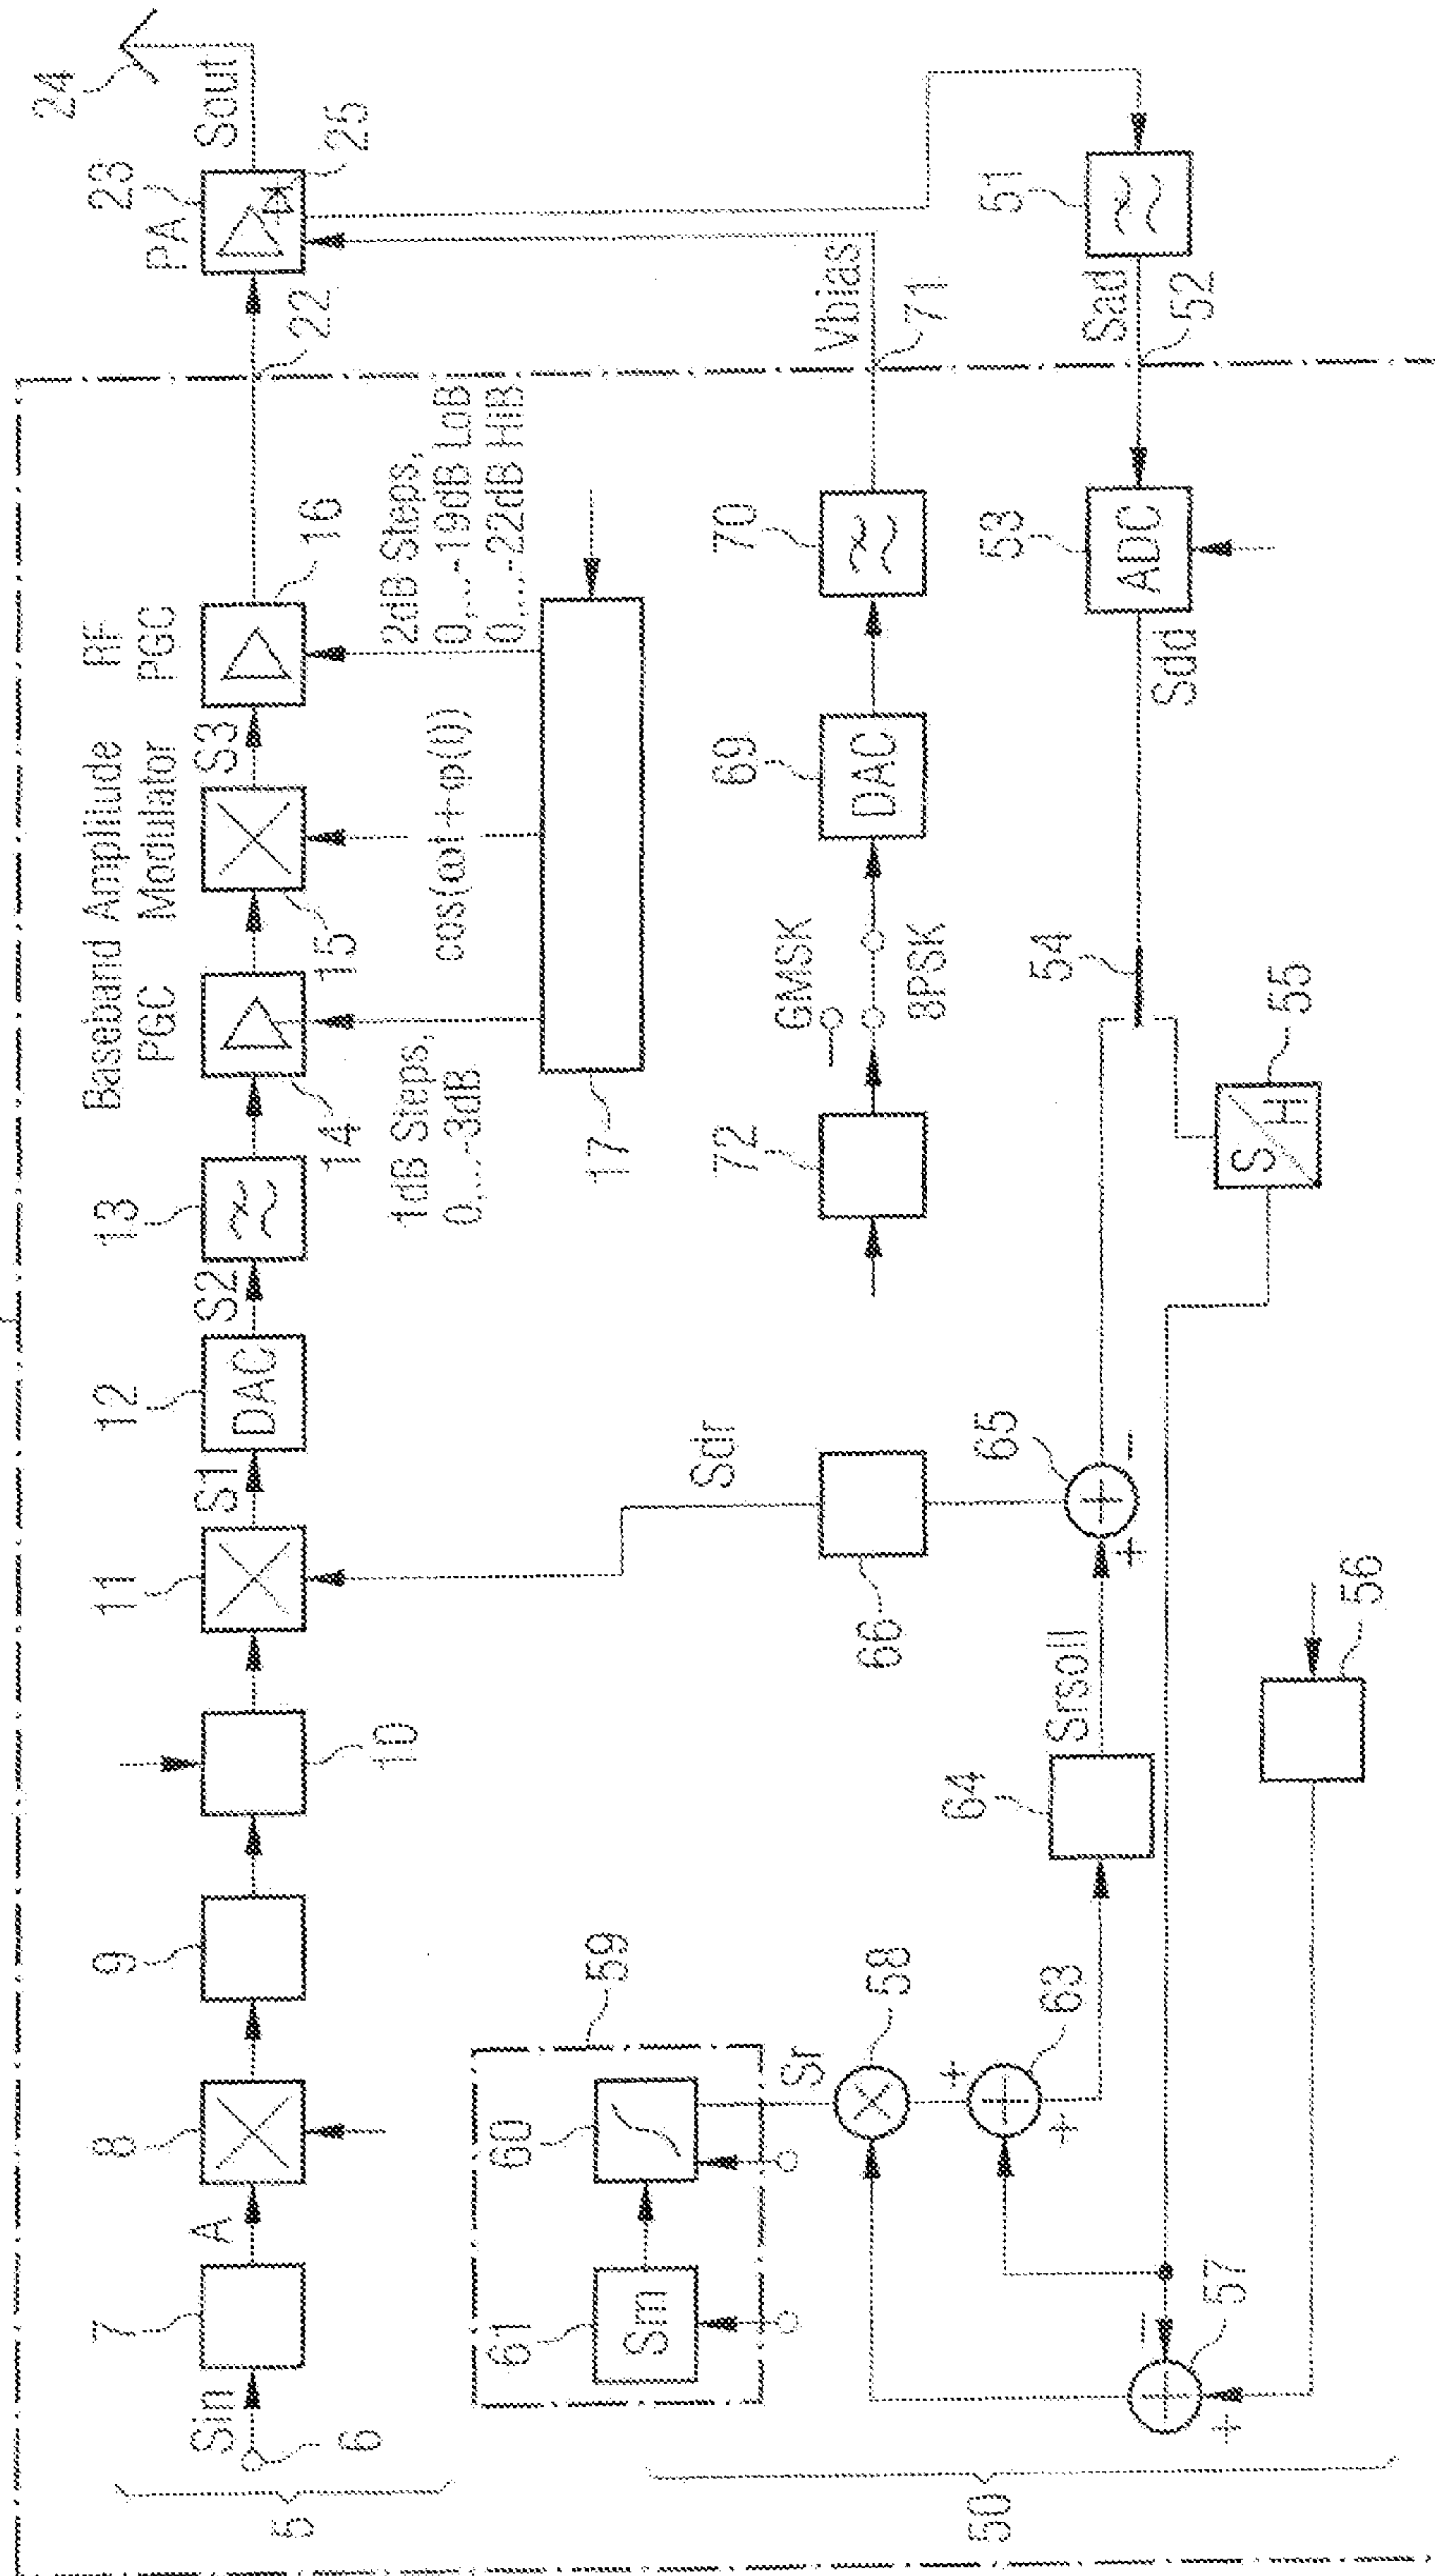 24
Sout
23
PA
25
22
RF
PGC
16
Baseband Amplitude
Modulator
S3
15
PGC
14
13
S2
12
DAC
S1
11
10
9
8
A
7
Sin
6
5
2dB Steps,
0,...-19dB LoB
0,...-22dB HiB
cos(ωt+φ(t))
1dB Steps,
0,...-3dB
17
Vbias
71
70
69
DAC
GMSK
8PSK
72
51
Sad
52
53
ADC
Sdd
54
55
S
H
Sdr
66
65
+
−
Srsoll
64
56
59
60
61
Sm
Sr
58
63
+
+
57
−
+
50